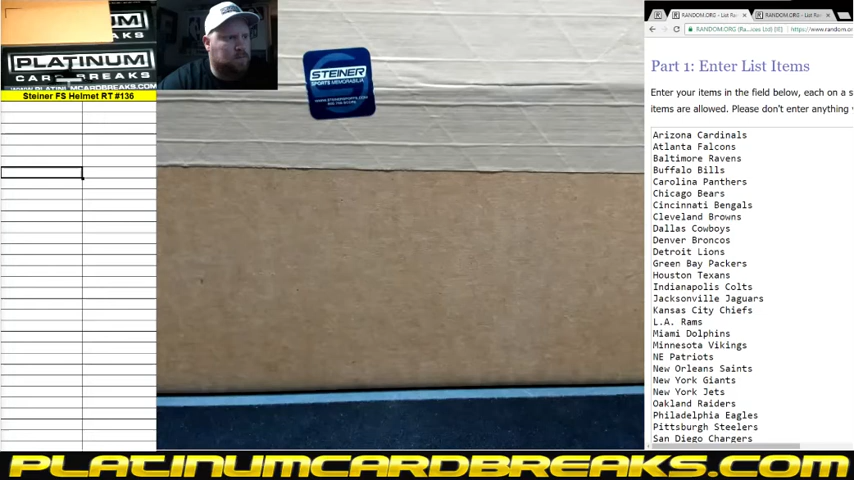 PLATINUM
CARD BREAKS
Steiner FS Helmet RT #136
STEINER
SPORTS MEMORABILIA
RANDOM.ORG - List Ra
RANDOM.ORG - List Ra
Part 1: Enter List Items
Enter your items in the field below, each on a s
items are allowed. Please don't enter anything
Arizona Cardinals
Atlanta Falcons
Baltimore Ravens
Buffalo Bills
Carolina Panthers
Chicago Bears
Cincinnati Bengals
Cleveland Browns
Dallas Cowboys
Denver Broncos
Detroit Lions
Green Bay Packers
Houston Texans
Indianapolis Colts
Jacksonville Jaguars
Kansas City Chiefs
L.A. Rams
Miami Dolphins
Minnesota Vikings
NE Patriots
New Orleans Saints
New York Giants
New York Jets
Oakland Raiders
Philadelphia Eagles
Pittsburgh Steelers
San Diego Chargers
PLATINUMCARDBREAKS.COM